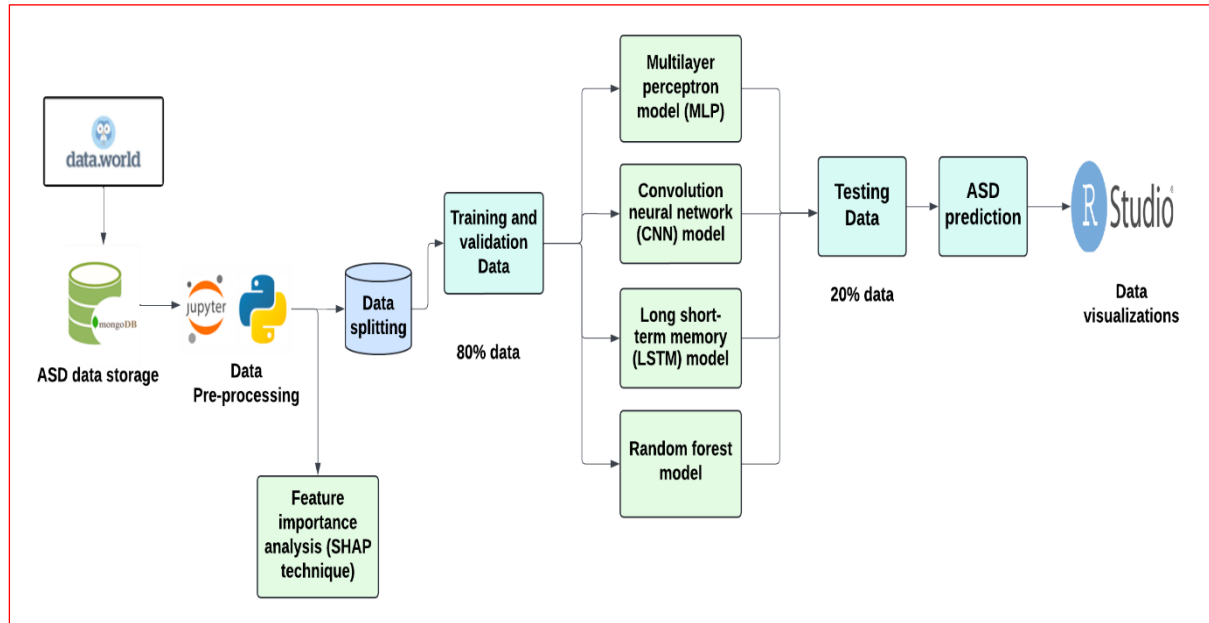 data.world
mongoDB
ASD data storage
jupyter
Data
Pre-processing
Feature
importance
analysis (SHAP
technique)
Data
splitting
Training and
validation
Data
80% data
Multilayer
perceptron
model (MLP)
Convolution
neural network
(CNN) model
Long short-
term memory
(LSTM) model
Random forest
model
Testing
Data
20% data
ASD
prediction
R Studio®
Data
visualizations